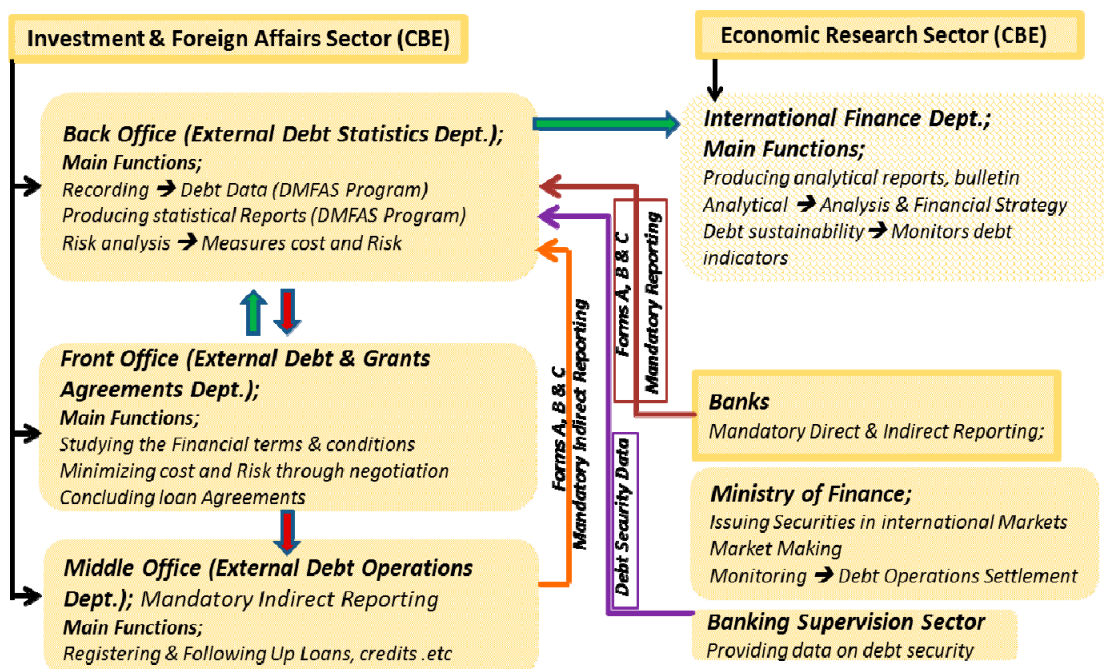 Investment & Foreign Affairs Sector (CBE)
Economic Research Sector (CBE)
Back Office (External Debt Statistics Dept.);
Main Functions;
Recording ➔ Debt Data (DMFAS Program)
Producing statistical Reports (DMFAS Program)
Risk analysis ➔ Measures cost and Risk
International Finance Dept.;
Main Functions;
Producing analytical reports, bulletin
Analytical ➔ Analysis & Financial Strategy
Debt sustainability ➔ Monitors debt
indicators
Front Office (External Debt & Grants
Agreements Dept.);
Main Functions;
Studying the Financial terms & conditions
Minimizing cost and Risk through negotiation
Concluding loan Agreements
Middle Office (External Debt Operations
Dept.); Mandatory Indirect Reporting
Main Functions;
Registering & Following Up Loans, credits .etc
Forms A, B & C
Mandatory Indirect Reporting
Debt Security Data
Forms A, B & C
Mandatory Reporting
Banks
Mandatory Direct & Indirect Reporting;
Ministry of Finance;
Issuing Securities in international Markets
Market Making
Monitoring ➔ Debt Operations Settlement
Banking Supervision Sector
Providing data on debt security